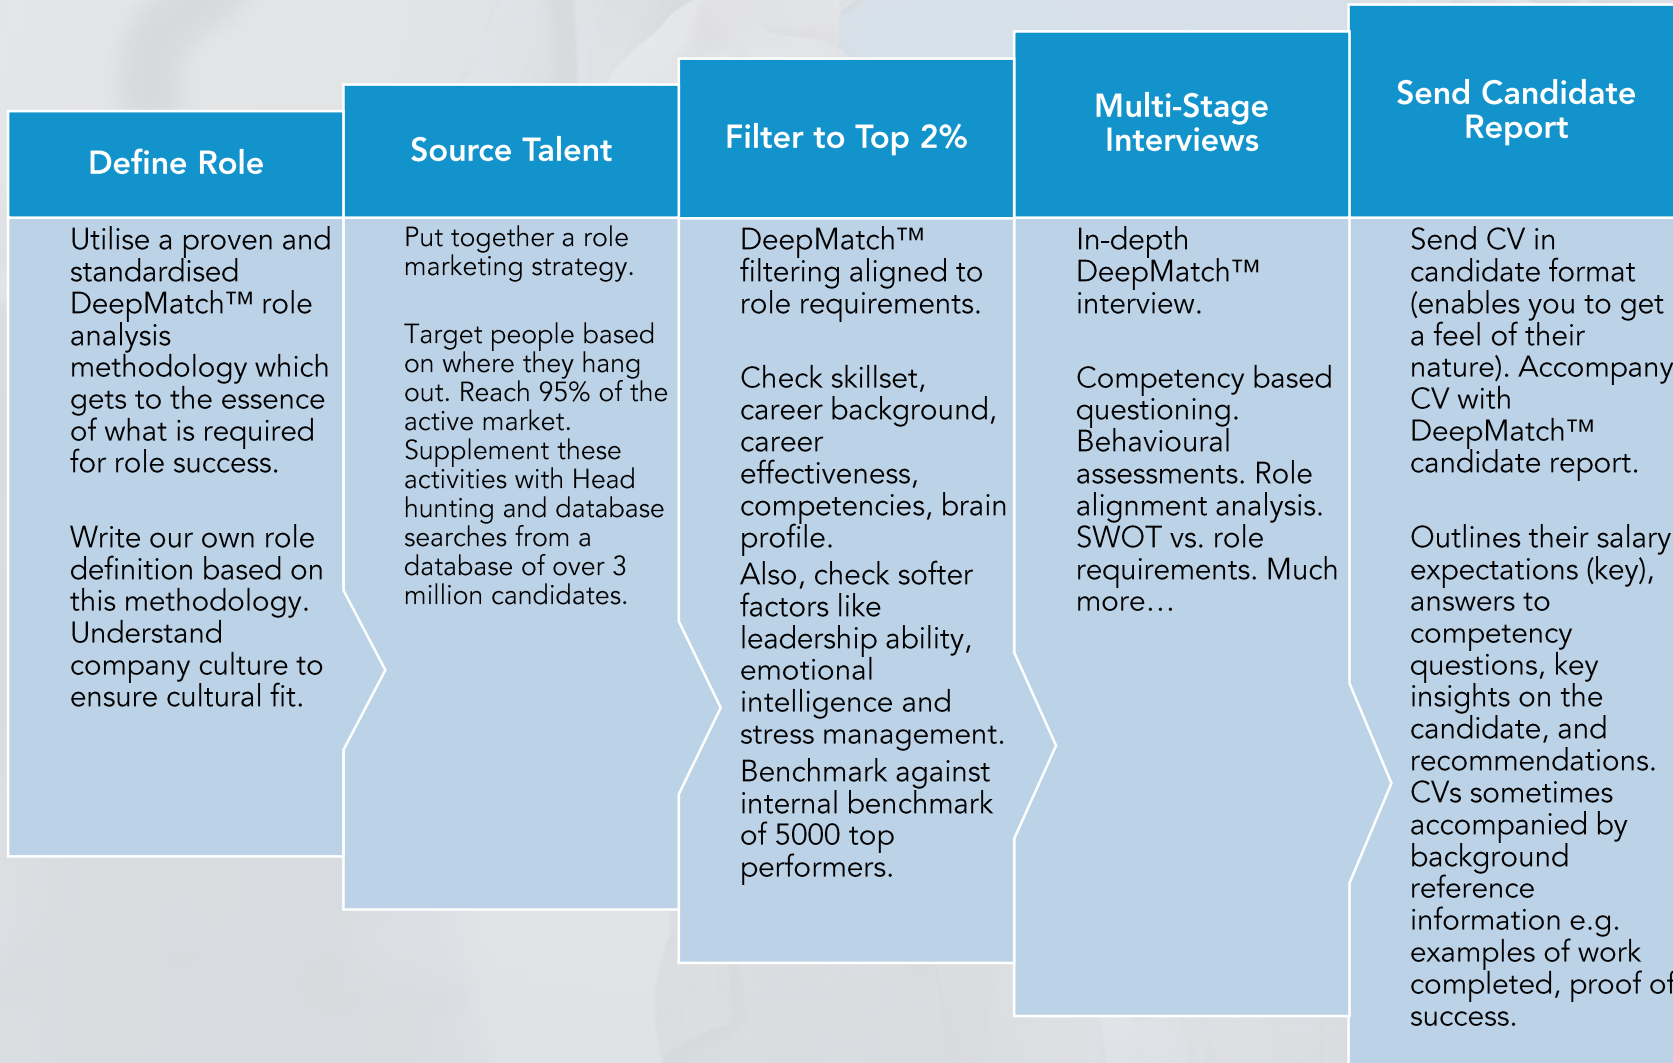 Define Role
Utilise a proven and
standardised
DeepMatch™ role
analysis
methodology which
gets to the essence
of what is required
for role success.
Write our own role
definition based on
this methodology.
Understand
company culture to
ensure cultural fit.
Source Talent
Put together a role
marketing strategy.
Target people based
on where they hang
out. Reach 95% of the
active market.
Supplement these
activities with Head
hunting and database
searches from a
database of over 3
million candidates.
Filter to Top 2%
DeepMatch™
filtering aligned to
role requirements.
Check skillset,
career background,
career
effectiveness,
competencies, brain
profile.
Also, check softer
factors like
leadership ability,
emotional
intelligence and
stress management.
Benchmark against
internal benchmark
of 5000 top
performers.
Multi-Stage
Interviews
In-depth
DeepMatch™
interview.
Competency based
questioning.
Behavioural
assessments. Role
alignment analysis.
SWOT vs. role
requirements. Much
more…
Send Candidate
Report
Send CV in
candidate format
(enables you to get
a feel of their
nature). Accompany
CV with
DeepMatch™
candidate report.
Outlines their salary
expectations (key),
answers to
competency
questions, key
insights on the
candidate, and
recommendations.
CVs sometimes
accompanied by
background
reference
information e.g.
examples of work
completed, proof of
success.